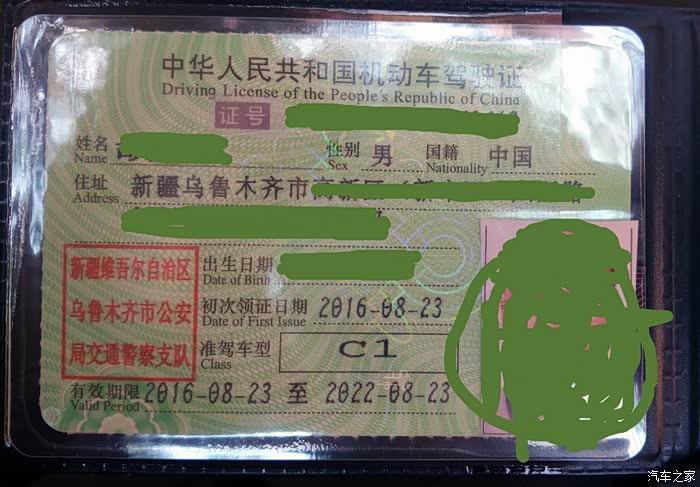 中华人民共和国机动车驾驶证
Driving License of the People's Republic of China
证号
姓名
Name
性别 男
Sex
国籍 中国
Nationality
住址 新疆乌鲁木齐市
Address
新疆维吾尔自治区
乌鲁木齐市公安
局交通警察支队
出生日期
Date of Birth
初次领证日期 2016-08-23
Date of First Issue
准驾车型 C1
Class
有效期限 2016-08-23 至 2022-08-23
Valid Period
汽车之家